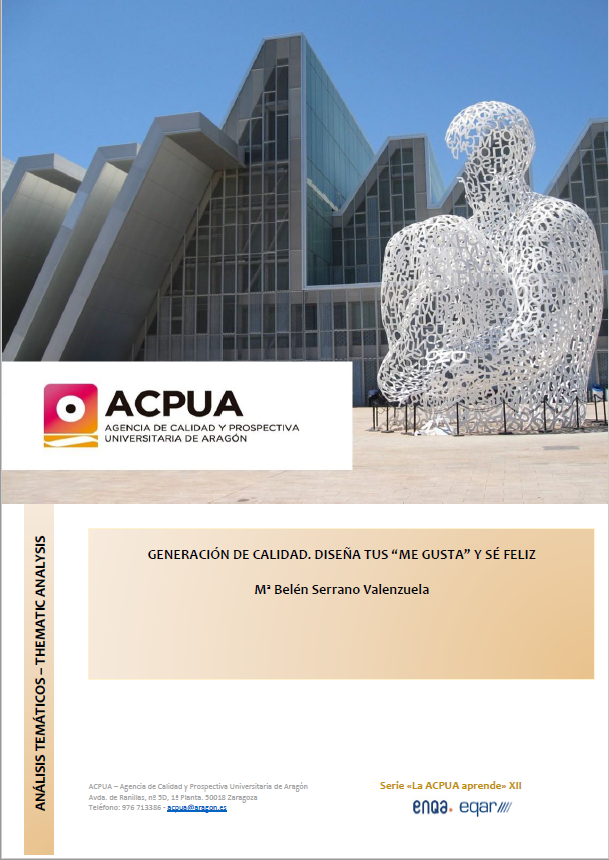 ACPUA
AGENCIA DE CALIDAD Y PROSPECTIVA
UNIVERSITARIA DE ARAGÓN
ANÁLISIS TEMÁTICOS – THEMATIC ANALYSIS
GENERACIÓN DE CALIDAD. DISEÑA TUS “ME GUSTA” Y SÉ FELIZ
Mª Belén Serrano Valenzuela
ACPUA – Agencia de Calidad y Prospectiva Universitaria de Aragón
Avda. de Ranillas, nº 5D, 1ª Planta. 50018 Zaragoza
Teléfono: 976 713386 - acpua@aragon.es
Serie «La ACPUA aprende» XII
enqa. eqar////